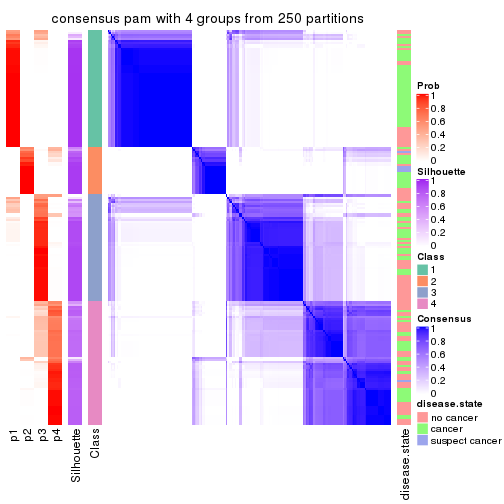 consensus pam with 4 groups from 250 partitions
p1
p2
p3
p4
Silhouette
Class
disease.state
Prob
1
0.8
0.6
0.4
0.2
0
Silhouette
1
0.8
0.6
0.4
0.2
0
Class
1
2
3
4
Consensus
1
0.8
0.6
0.4
0.2
0
disease.state
no cancer
cancer
suspect cancer